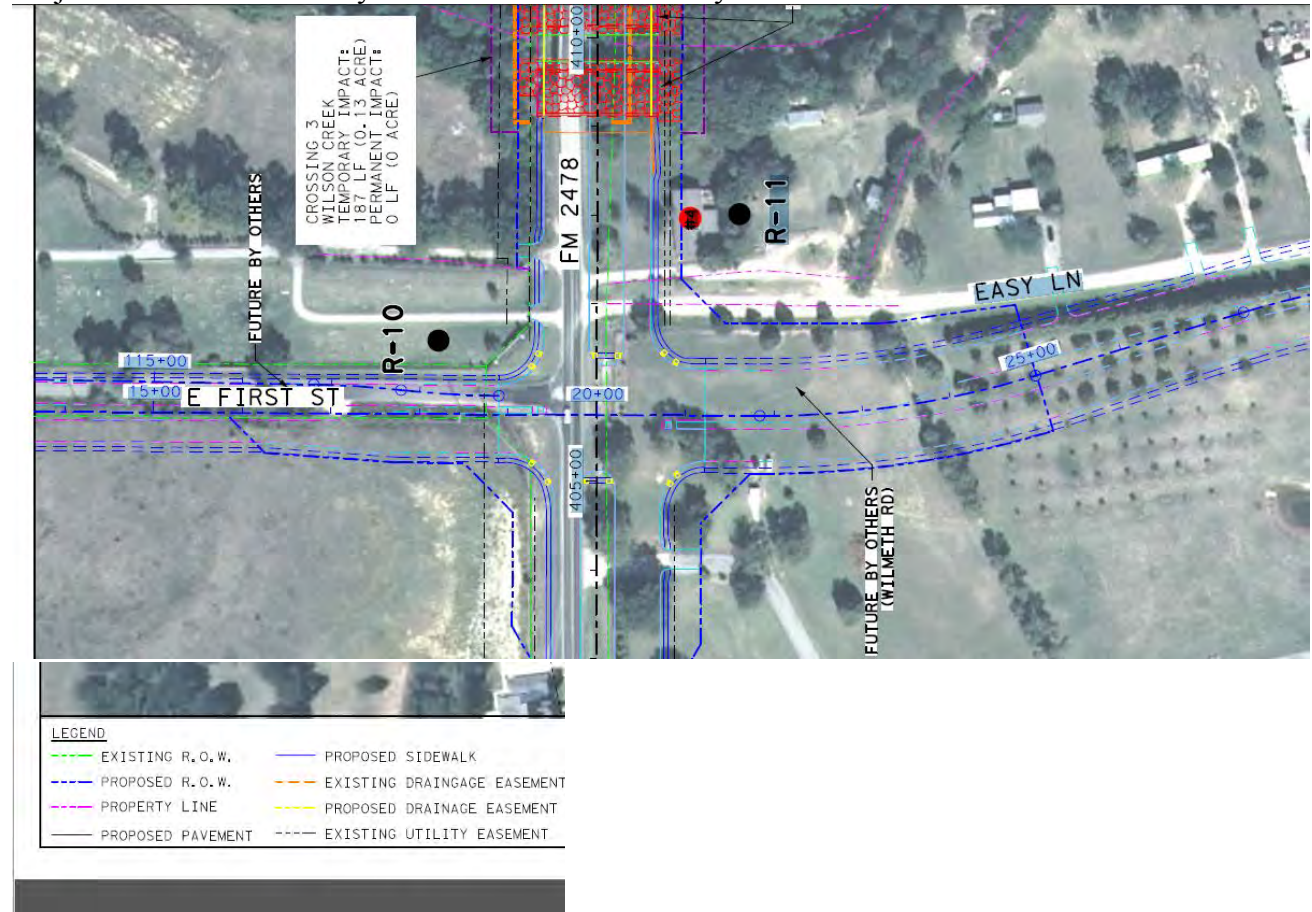 410+00
CROSSING 3
WILSON CREEK
TEMPORARY IMPACT:
187 LF (0.13 ACRE)
PERMANENT IMPACT:
0 LF (0 ACRE)
FM 2478
#4
R-11
FUTURE BY OTHERS
EASY LN
R-10
115+00
15+00
E FIRST ST
20+00
25+00
405+00
FUTURE BY OTHERS
(WILMETH RD)
LEGEND
EXISTING R.O.W.
PROPOSED R.O.W.
PROPERTY LINE
PROPOSED PAVEMENT
PROPOSED SIDEWALK
EXISTING DRAINGAGE EASEMENT
PROPOSED DRAINAGE EASEMENT
EXISTING UTILITY EASEMENT